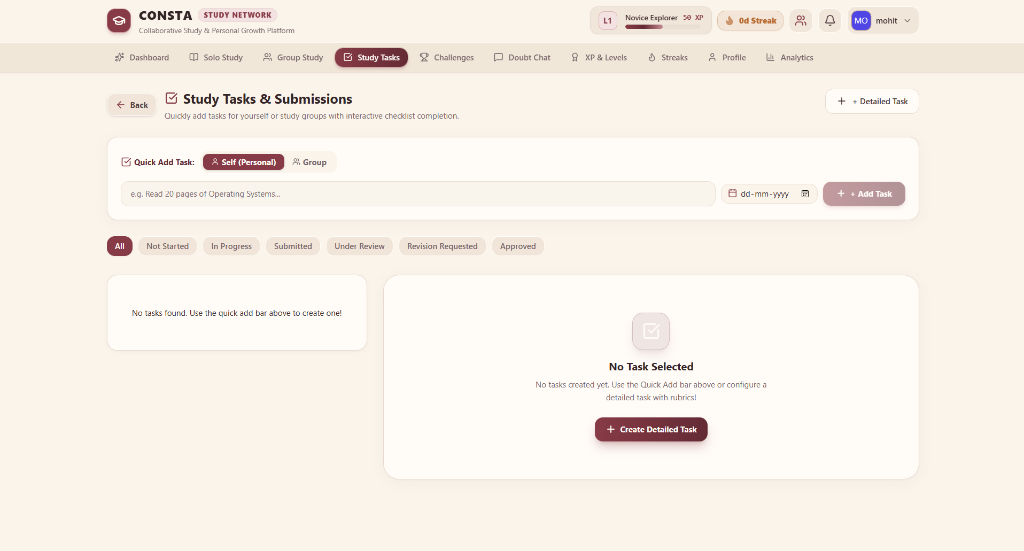 CONSTA STUDY NETWORK
Collaborative Study & Personal Growth Platform
L1 Novice Explorer 50 XP
0d Streak
MO mohit
Dashboard Solo Study Group Study Study Tasks Challenges Doubt Chat XP & Levels Streaks Profile Analytics
Back
Study Tasks & Submissions
Quickly add tasks for yourself or study groups with interactive checklist completion.
+ Detailed Task
Quick Add Task: Self (Personal) Group
e.g. Read 20 pages of Operating Systems...
dd-mm-yyyy
+ Add Task
All Not Started In Progress Submitted Under Review Revision Requested Approved
No tasks found. Use the quick add bar above to create one!
No Task Selected
No tasks created yet. Use the Quick Add bar above or configure a
detailed task with rubrics!
Create Detailed Task